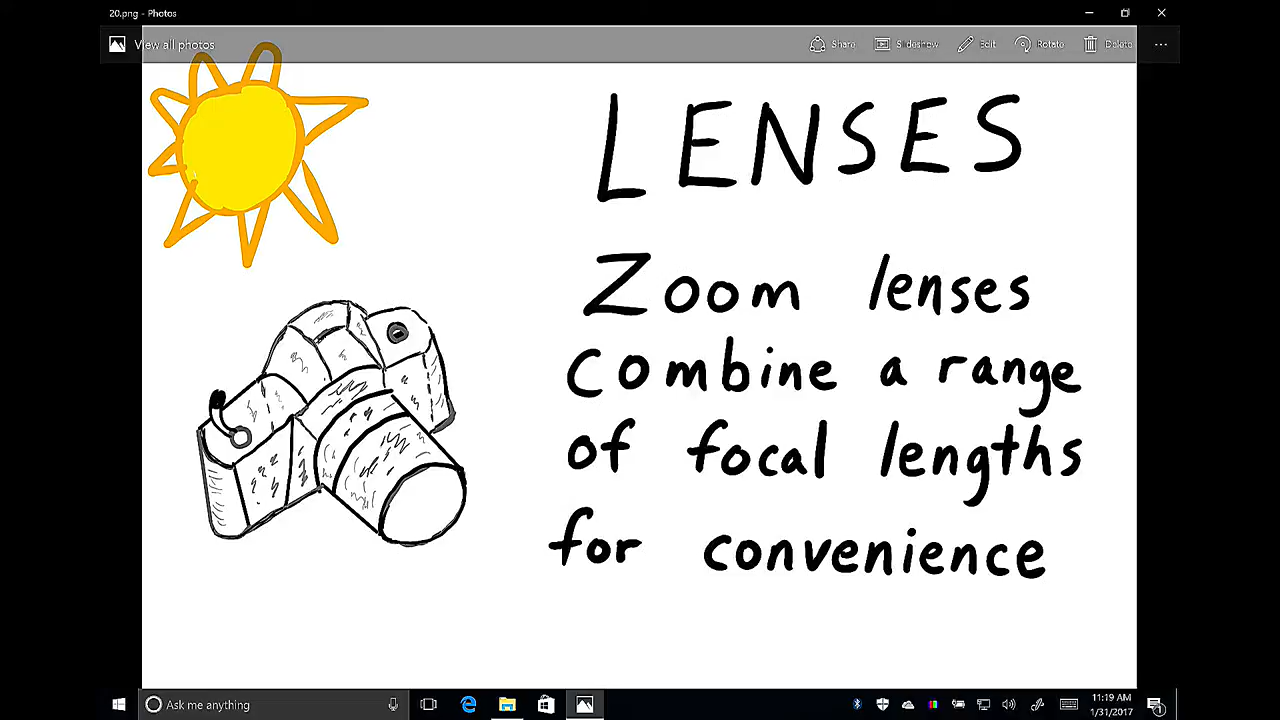 20.png - Photos
View all photos
Share
Slideshow
Edit
Rotate
Delete
LENSES
Zoom lenses
combine a range
of focal lengths
for convenience
Ask me anything
11:19 AM
1/31/2017
1